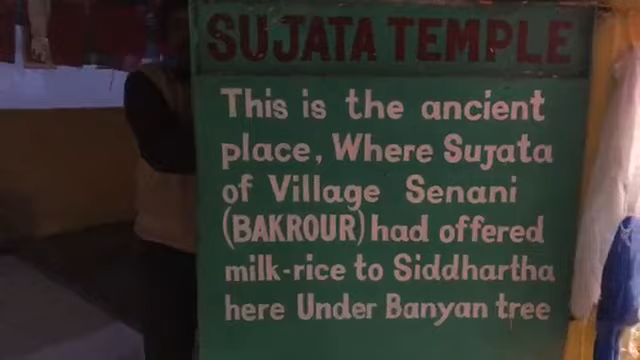 SUJATA TEMPLE
This is the ancient
place, Where Sujata
of Village Senani
(BAKROUR) had offered
milk-rice to Siddhartha
here Under Banyan tree